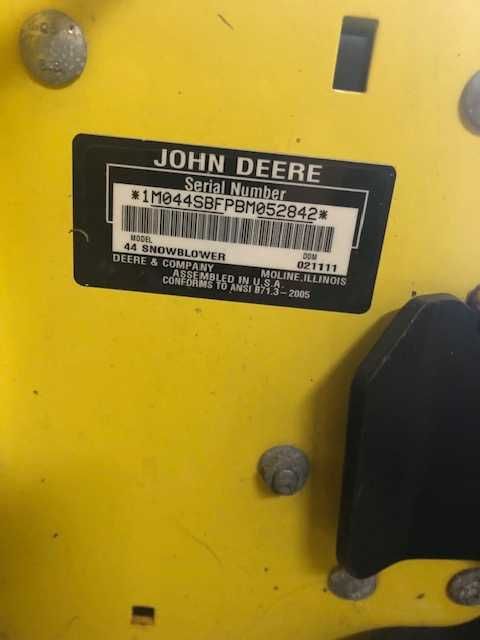 JOHN DEERE
Serial Number
*1M044SBFPBM052842*
MODEL DOM
44 SNOWBLOWER 021111
DEERE & COMPANY MOLINE,ILLINOIS
ASSEMBLED IN U.S.A.
CONFORMS TO ANSI B71.3-2005